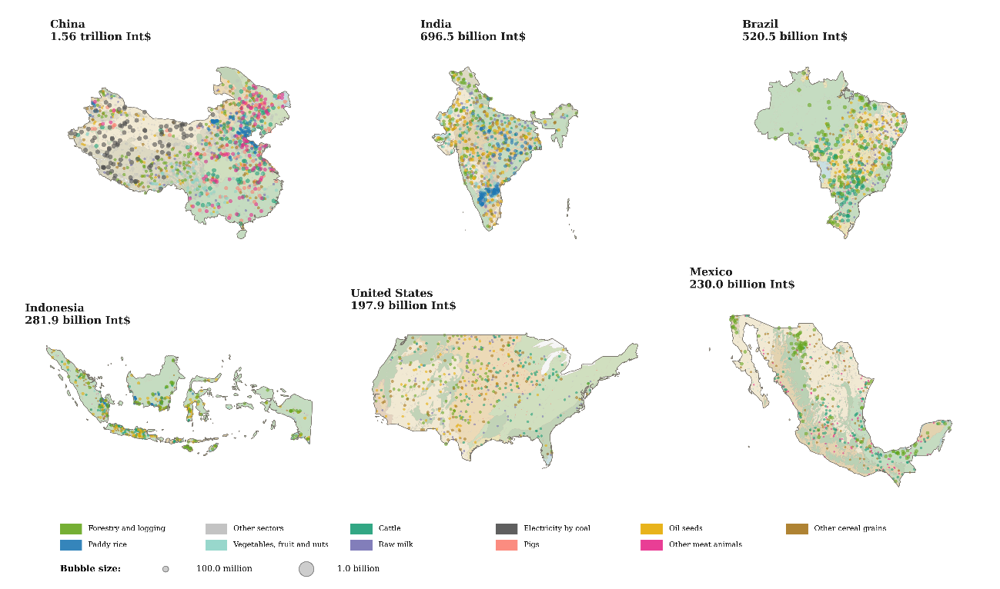 China
1.56 trillion Int$
India
696.5 billion Int$
Brazil
520.5 billion Int$
Indonesia
281.9 billion Int$
United States
197.9 billion Int$
Mexico
230.0 billion Int$
Forestry and logging
Other sectors
Cattle
Electricity by coal
Oil seeds
Other cereal grains
Paddy rice
Vegetables, fruit and nuts
Raw milk
Pigs
Other meat animals
Bubble size:
100.0 million
1.0 billion